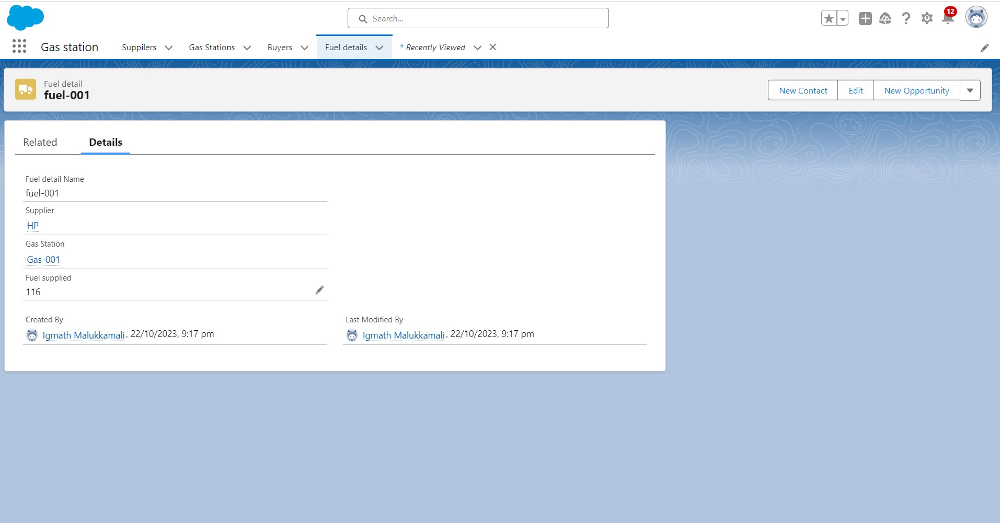 Search...
12
Gas station
Suppilers
Gas Stations
Buyers
Fuel details
* Recently Viewed
Fuel detail
fuel-001
New Contact
Edit
New Opportunity
Related
Details
Fuel detail Name
fuel-001
Supplier
HP
Gas Station
Gas-001
Fuel supplied
116
Created By
Igmath Malukkamali, 22/10/2023, 9:17 pm
Last Modified By
Igmath Malukkamali, 22/10/2023, 9:17 pm